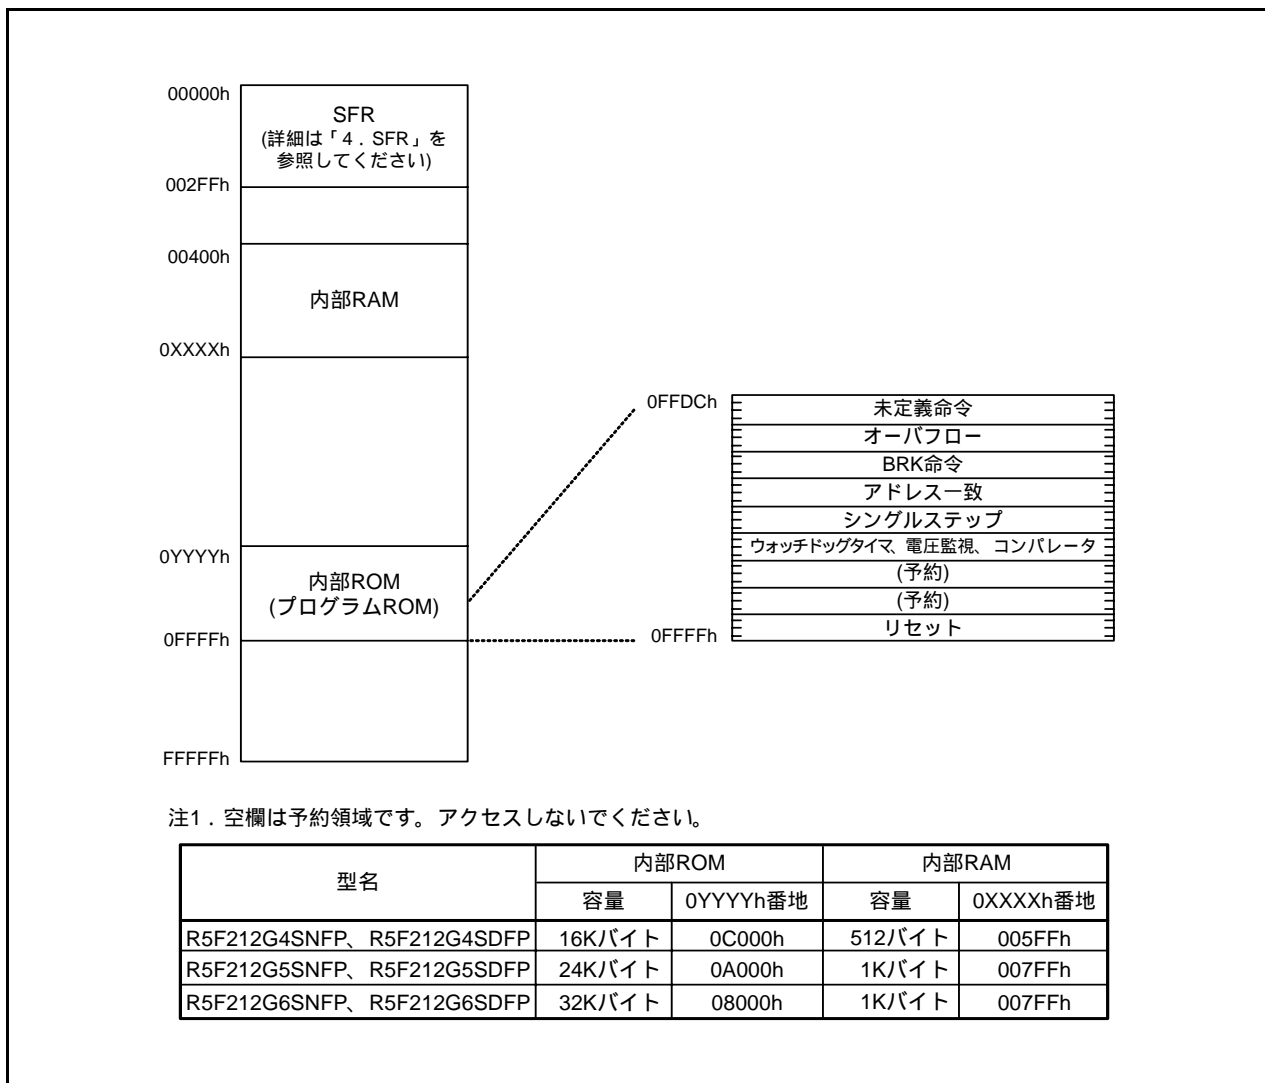 00000h
SFR
(詳細は「4．SFR」を
参照してください)
002FFh
00400h
内部RAM
0XXXXh
0YYYYh
内部ROM
(プログラムROM)
0FFFFh
FFFFFh
0FFDCh
未定義命令
オーバフロー
BRK命令
アドレス一致
シングルステップ
ウォッチドッグタイマ、電圧監視、コンパレータ
(予約)
(予約)
リセット
0FFFFh
注1．空欄は予約領域です。アクセスしないでください。
型名 内部ROM 内部RAM
容量 0YYYYh番地 容量 0XXXXh番地
R5F212G4SNFP、R5F212G4SDFP 16Kバイト 0C000h 512バイト 005FFh
R5F212G5SNFP、R5F212G5SDFP 24Kバイト 0A000h 1Kバイト 007FFh
R5F212G6SNFP、R5F212G6SDFP 32Kバイト 08000h 1Kバイト 007FFh